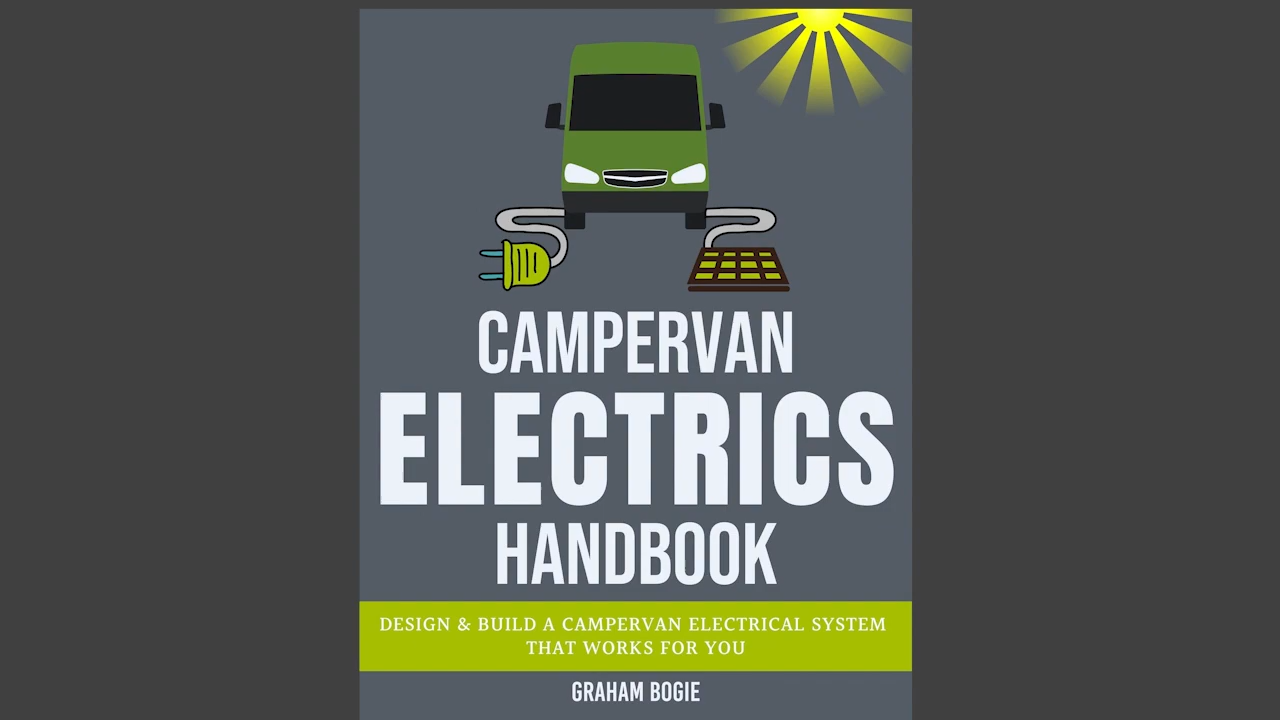 CAMPERVAN
ELECTRICS
HANDBOOK
DESIGN & BUILD A CAMPERVAN ELECTRICAL SYSTEM
THAT WORKS FOR YOU
GRAHAM BOGIE